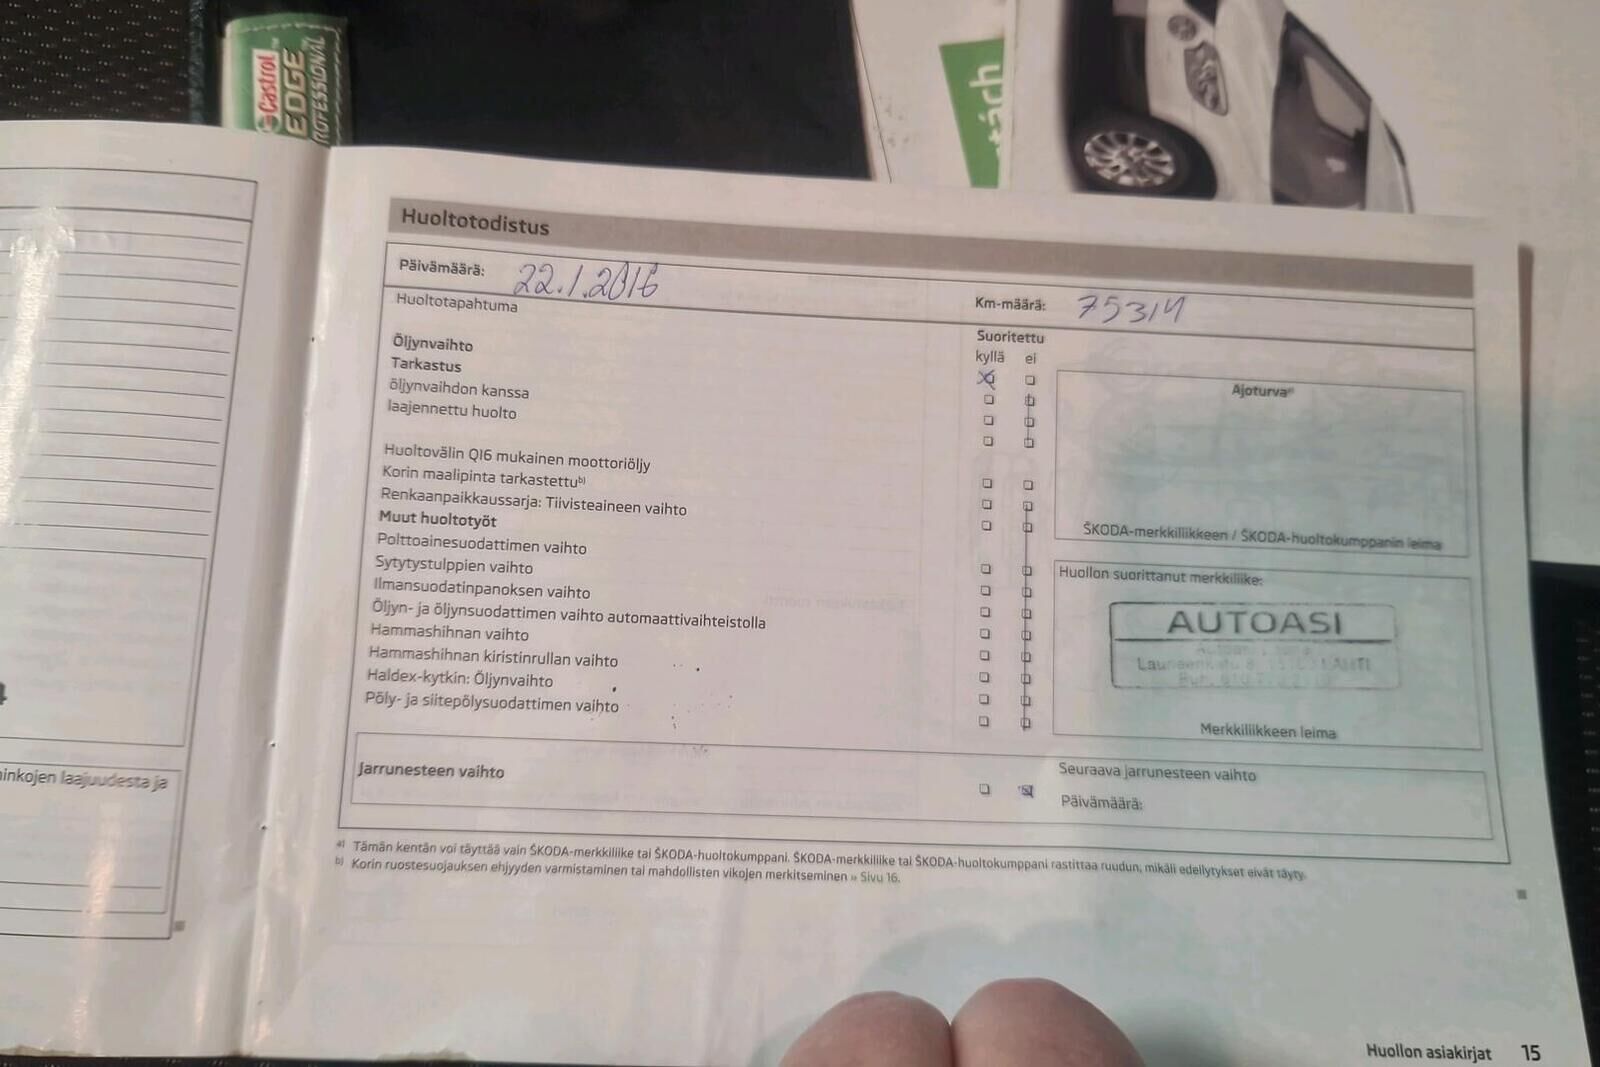 Castrol
EDGE
PROFESSIONAL
Huoltotodistus
Päivämäärä: 22.1.2016
Km-määrä: 75314
Huoltotapahtuma
Suoritettu
kyllä ei
Öljynvaihto
Tarkastus
öljynvaihdon kanssa
laajennettu huolto
Huoltovälin QI6 mukainen moottoriöljy
Korin maalipinta tarkastettu b)
Renkaanpaikkaussarja: Tiivisteaineen vaihto
Muut huoltotyöt
Polttoainesuodattimen vaihto
Sytytystulppien vaihto
Ilmansuodatinpanoksen vaihto
Öljyn- ja öljynsuodattimen vaihto automaattivaihteistolla
Hammashihnan vaihto
Hammashihnan kiristinrullan vaihto
Haldex-kytkin: Öljynvaihto
Pöly- ja siitepölysuodattimen vaihto
Ajoturva a)
ŠKODA-merkkiliikkeen / ŠKODA-huoltokumppanin leima
Huollon suorittanut merkkiliike:
AUTOASI
LAHTI
Merkkiliikkeen leima
Jarrunesteen vaihto
Seuraava jarrunesteen vaihto
Päivämäärä:
a) Tämän kentän voi täyttää vain ŠKODA-merkkiliike tai ŠKODA-huoltokumppani. ŠKODA-merkkiliike tai ŠKODA-huoltokumppani rastittaa ruudun, mikäli edellytykset eivät täyty.
b) Korin ruostesuojauksen ehjyyden varmistaminen tai mahdollisten vikojen merkitseminen » Sivu 16.
laajuudesta ja
Huollon asiakirjat 15